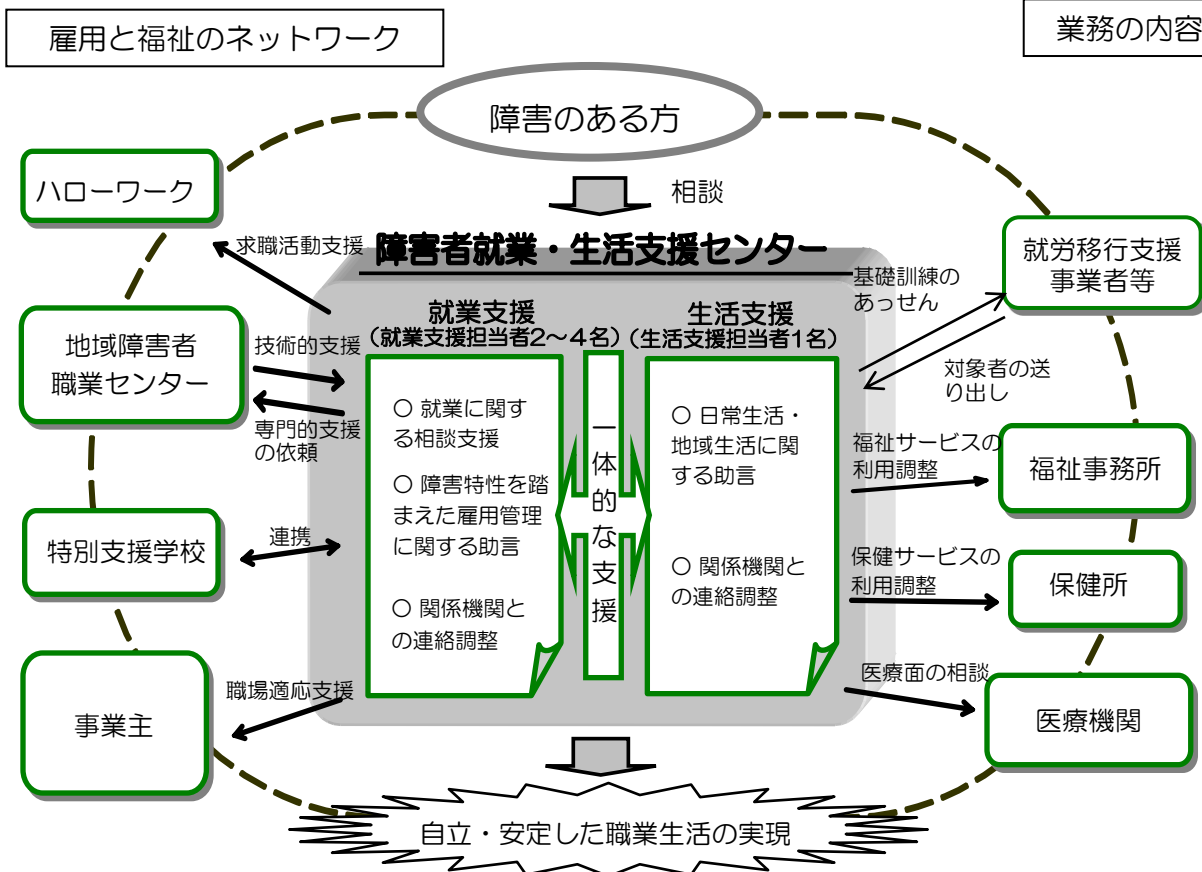 雇用と福祉のネットワーク
業務の内容
障害のある方
相談
ハローワーク
求職活動支援
地域障害者
職業センター
技術的支援
専門的支援
の依頼
特別支援学校
連携
事業主
職場適応支援
障害者就業・生活支援センター
就業支援
(就業支援担当者2～4名)
生活支援
(生活支援担当者1名)
〇 就業に関す
る相談支援
〇 障害特性を踏
まえた雇用管理
に関する助言
〇 関係機関と
の連絡調整
一体的な支援
〇 日常生活・
地域生活に関
する助言
〇 関係機関と
の連絡調整
基礎訓練の
あっせん
就労移行支援
事業者等
対象者の送
り出し
福祉サービスの
利用調整
福祉事務所
保健サービスの
利用調整
保健所
医療面の相談
医療機関
自立・安定した職業生活の実現